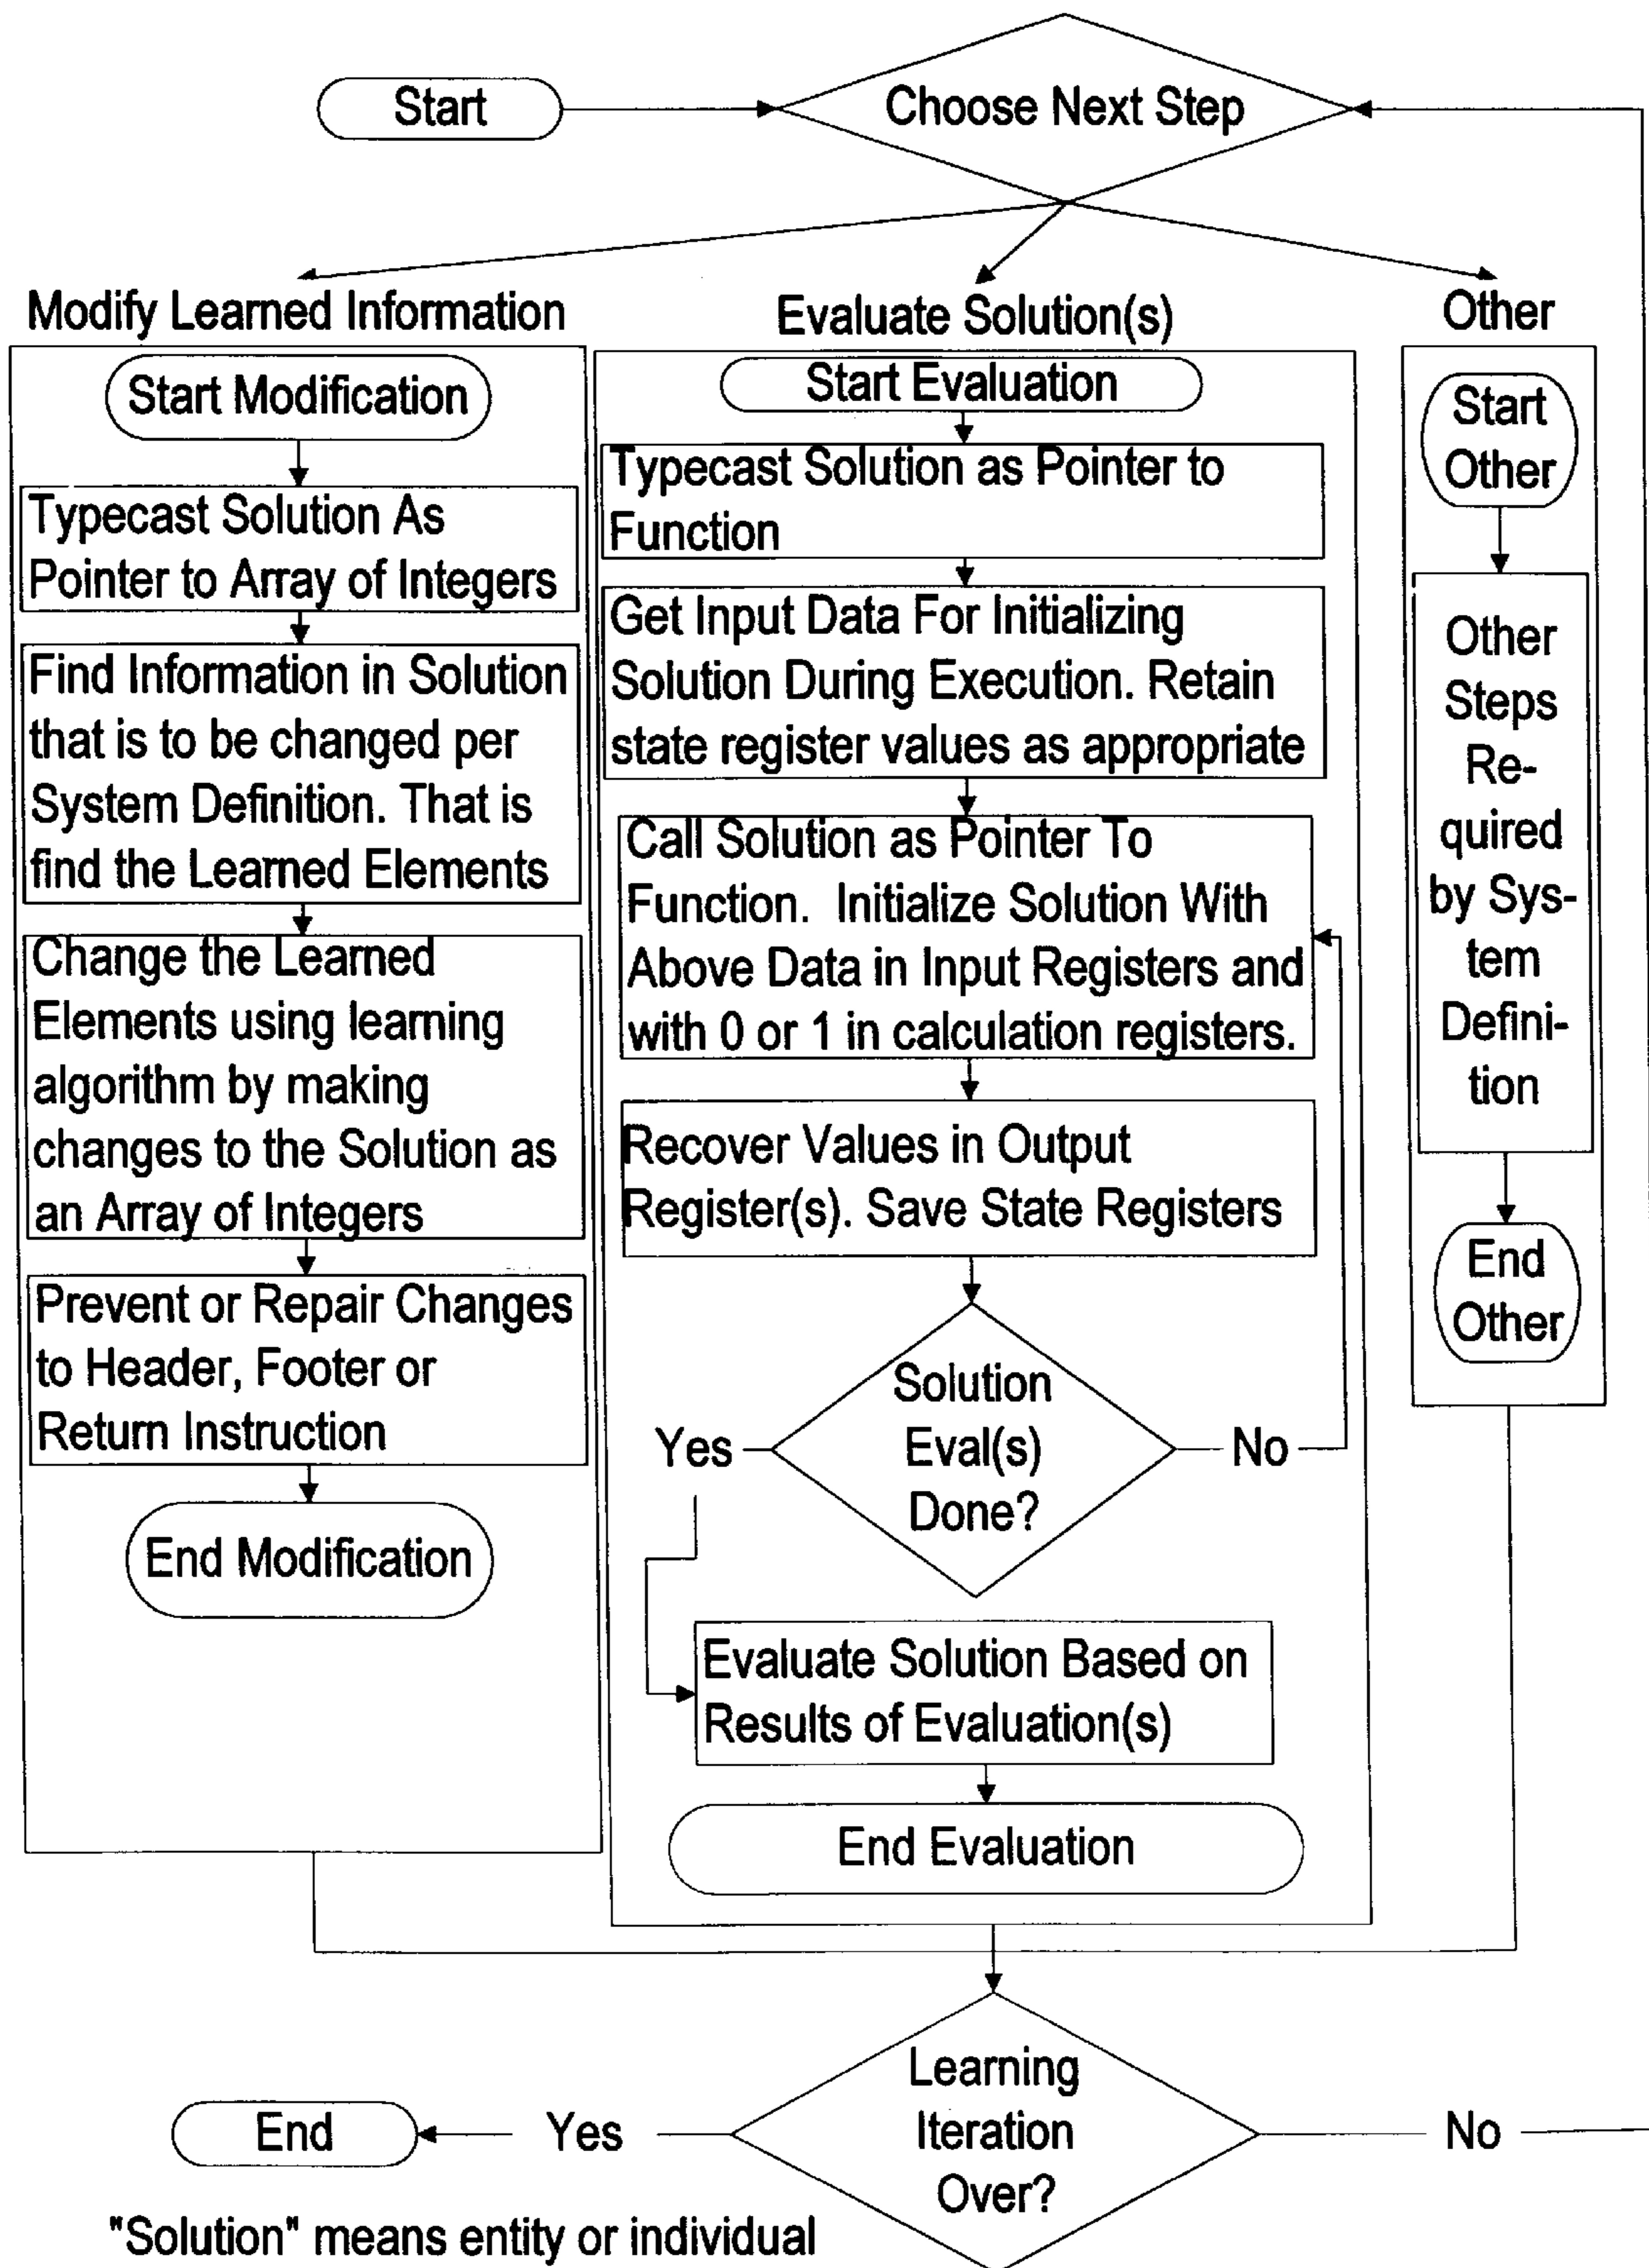 Start
Choose Next Step
Modify Learned Information
Evaluate Solution(s)
Other
Start Modification
Typecast Solution As
Pointer to Array of Integers
Find Information in Solution
that is to be changed per
System Definition. That is
find the Learned Elements
Change the Learned
Elements using learning
algorithm by making
changes to the Solution as
an Array of Integers
Prevent or Repair Changes
to Header, Footer or
Return Instruction
End Modification
Start Evaluation
Typecast Solution as Pointer to
Function
Get Input Data For Initializing
Solution During Execution. Retain
state register values as appropriate
Call Solution as Pointer To
Function. Initialize Solution With
Above Data in Input Registers and
with 0 or 1 in calculation registers.
Recover Values in Output
Register(s). Save State Registers
Solution
Eval(s)
Done?
Yes
No
Evaluate Solution Based on
Results of Evaluation(s)
End Evaluation
Start
Other
Other
Steps
Re-
quired
by Sys-
tem
Defini-
tion
End
Other
Learning
Iteration
Over?
Yes
No
End
"Solution" means entity or individual